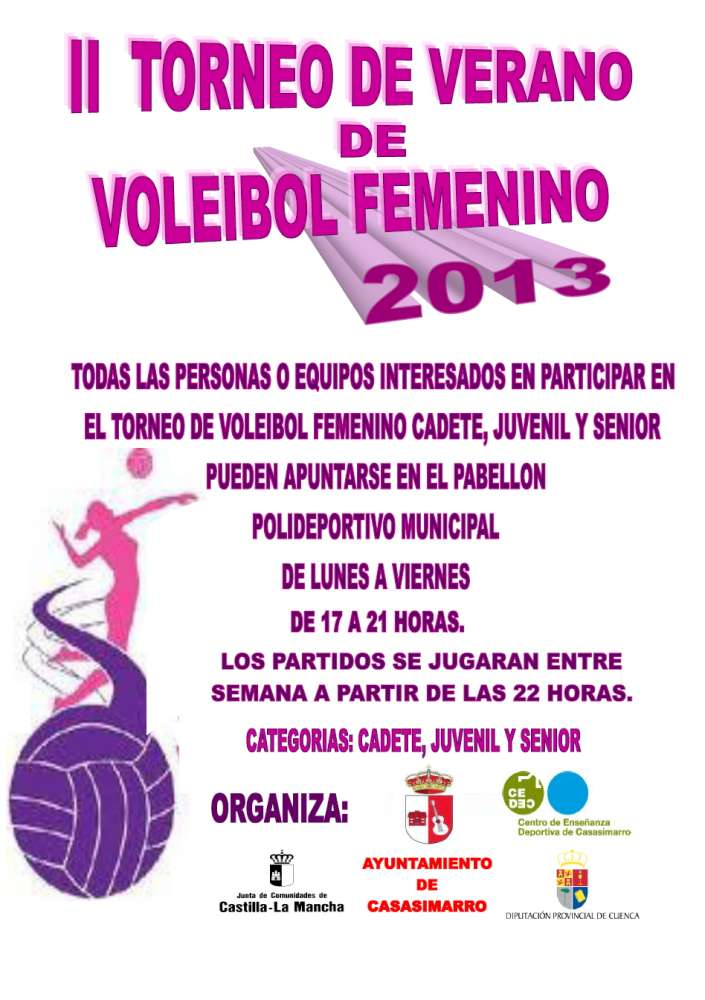 II TORNEO DE VERANO
DE
VOLEIBOL FEMENINO
2013
TODAS LAS PERSONAS O EQUIPOS INTERESADOS EN PARTICIPAR EN
EL TORNEO DE VOLEIBOL FEMENINO CADETE, JUVENIL Y SENIOR
PUEDEN APUNTARSE EN EL PABELLON
POLIDEPORTIVO MUNICIPAL
DE LUNES A VIERNES
DE 17 A 21 HORAS.
LOS PARTIDOS SE JUGARAN ENTRE
SEMANA A PARTIR DE LAS 22 HORAS.
CATEGORIAS: CADETE, JUVENIL Y SENIOR
ORGANIZA:
CE
DEC
Centro de Enseñanza
Deportiva de Casasimarro
AYUNTAMIENTO
DE
CASASIMARRO
Junta de Comunidades de
Castilla-La Mancha
DIPUTACIÓN PROVINCIAL DE CUENCA